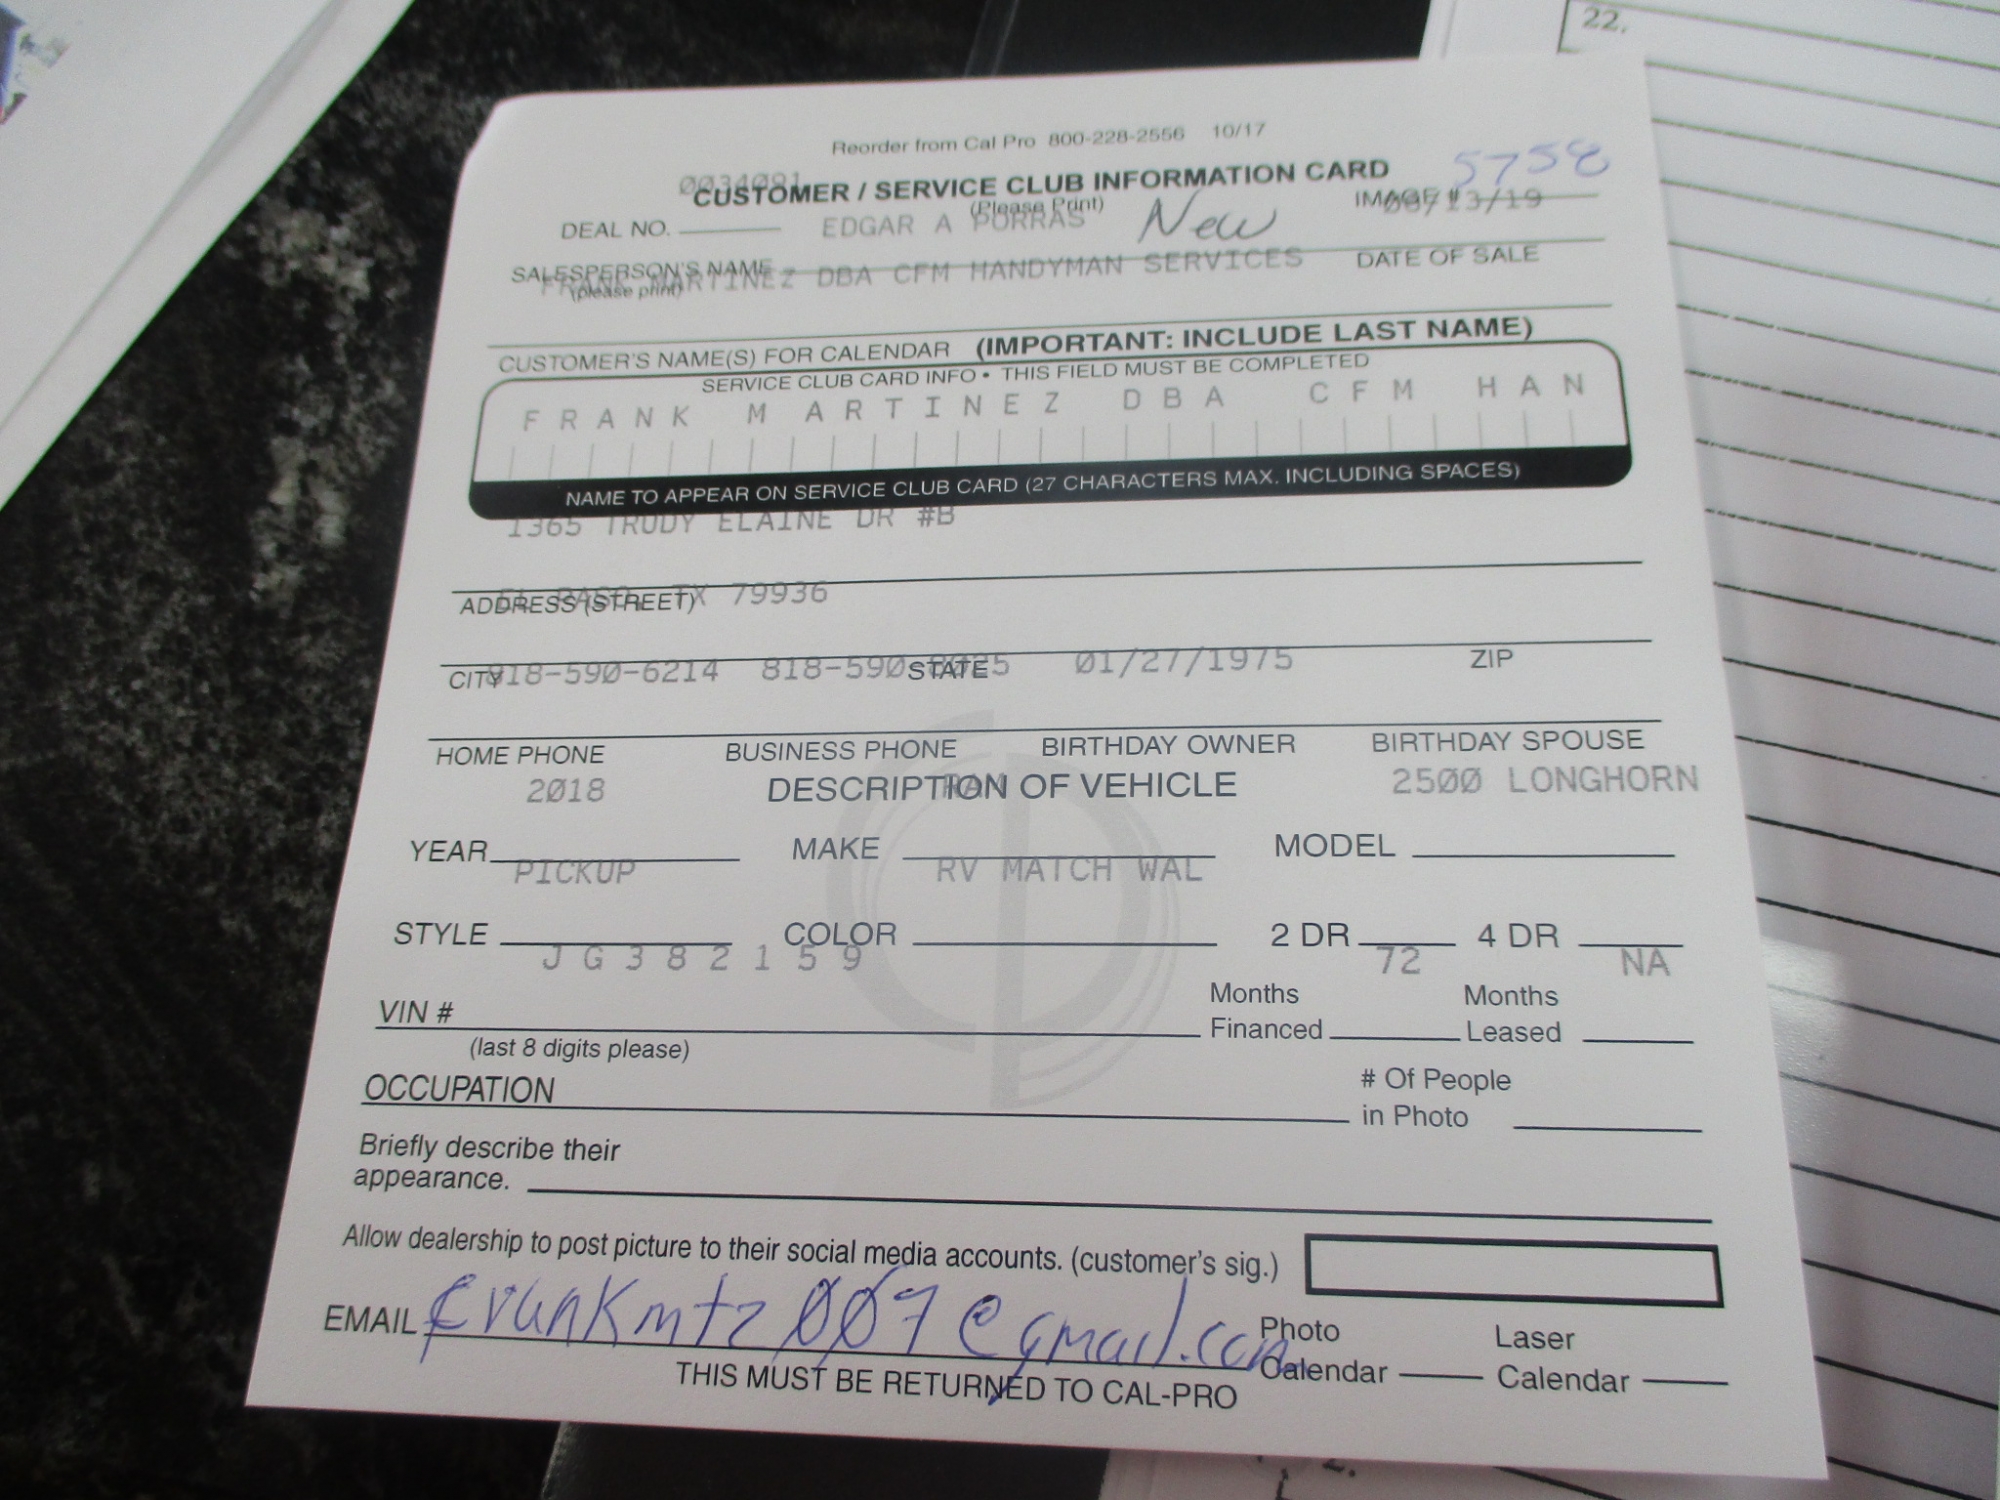 22.
Reorder from Cal Pro 800-228-2556 10/17
5758
0034081
CUSTOMER / SERVICE CLUB INFORMATION CARD
(Please Print)
IMAGE #
/13/19
DEAL NO.
EDGAR A PORRAS
New
SALESPERSON'S NAME
(please print)
DATE OF SALE
FRANK MARTINEZ DBA CFM HANDYMAN SERVICES
CUSTOMER'S NAME(S) FOR CALENDAR (IMPORTANT: INCLUDE LAST NAME)
SERVICE CLUB CARD INFO • THIS FIELD MUST BE COMPLETED
FRANK MARTINEZ DBA CFM HAN
NAME TO APPEAR ON SERVICE CLUB CARD (27 CHARACTERS MAX. INCLUDING SPACES)
1365 TRUDY ELAINE DR #B
ADDRESS (STREET)
EL PASO, TX 79936
CITY STATE ZIP
818-590-6214 01/27/1975
HOME PHONE BUSINESS PHONE BIRTHDAY OWNER BIRTHDAY SPOUSE
DESCRIPTION OF VEHICLE
2018 RAM 2500 LONGHORN
YEAR MAKE MODEL
PICKUP RV MATCH WAL
STYLE COLOR 2 DR 4 DR
JG382159 72 NA
VIN # Months Financed Months Leased
(last 8 digits please)
OCCUPATION # Of People in Photo
Briefly describe their
appearance.
Allow dealership to post picture to their social media accounts. (customer's sig.)
EMAIL frankmtz007@gmail.com Photo Calendar Laser Calendar
THIS MUST BE RETURNED TO CAL-PRO